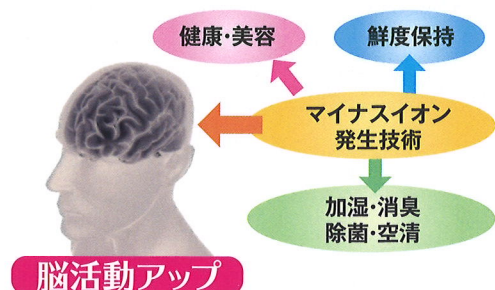 健康･美容
鮮度保持
マイナスイオン
発生技術
加湿･消臭
除菌･空清
脳活動アップ